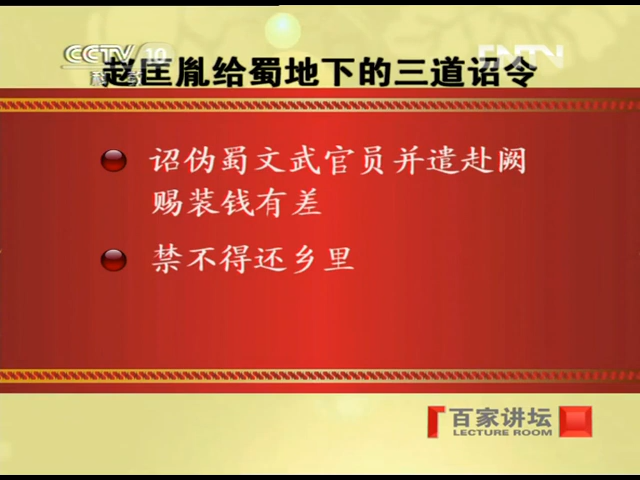 CCTV 10
科教
CNTV
赵匡胤给蜀地下的三道诏令
诏伪蜀文武官员并遣赴阙
赐装钱有差
禁不得还乡里
百家讲坛
LECTURE ROOM